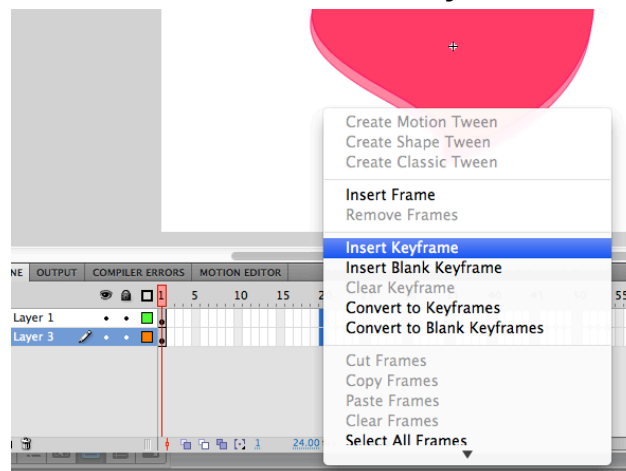 Create Motion Tween
Create Shape Tween
Create Classic Tween
Insert Frame
Remove Frames
Insert Keyframe
Insert Blank Keyframe
Clear Keyframe
Convert to Keyframes
Convert to Blank Keyframes
Cut Frames
Copy Frames
Paste Frames
Clear Frames
Select All Frames
NE OUTPUT COMPILER ERRORS MOTION EDITOR
1 5 10 15 2 55
Layer 1
Layer 3
1 24.00